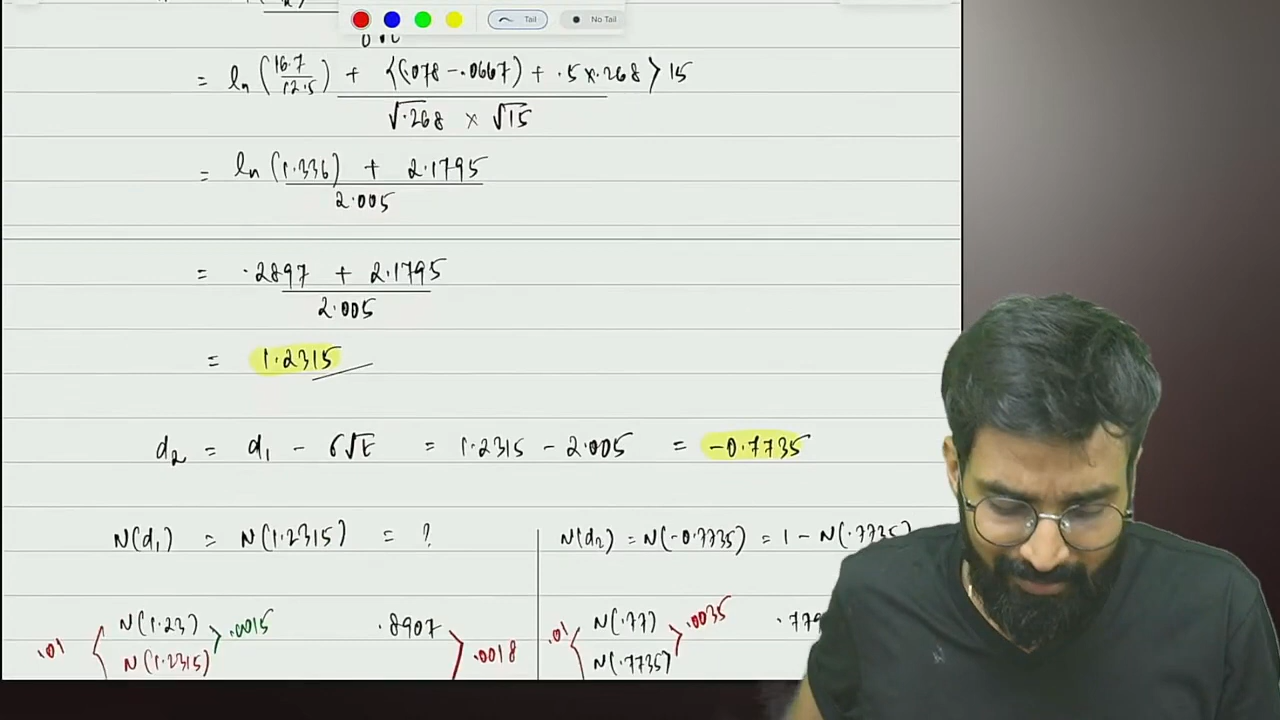 Tail No Tail
= ln (16.7/12.5) + {(.078 - .0667) + .5 × .268} 15
√.268 × √15
= ln (1.336) + 2.1795
2.005
= .2897 + 2.1795
2.005
= 1.2315
d₂ = d₁ - σ√t = 1.2315 - 2.005 = -0.7735
N(d₁) = N(1.2315) = ?
N(d₂) = N(-0.7735) = 1 - N(.7735)
N(1.23) .0015 .8907
.01 N(1.2315) .0018
N(.77) .0035
.01 N(.7735)